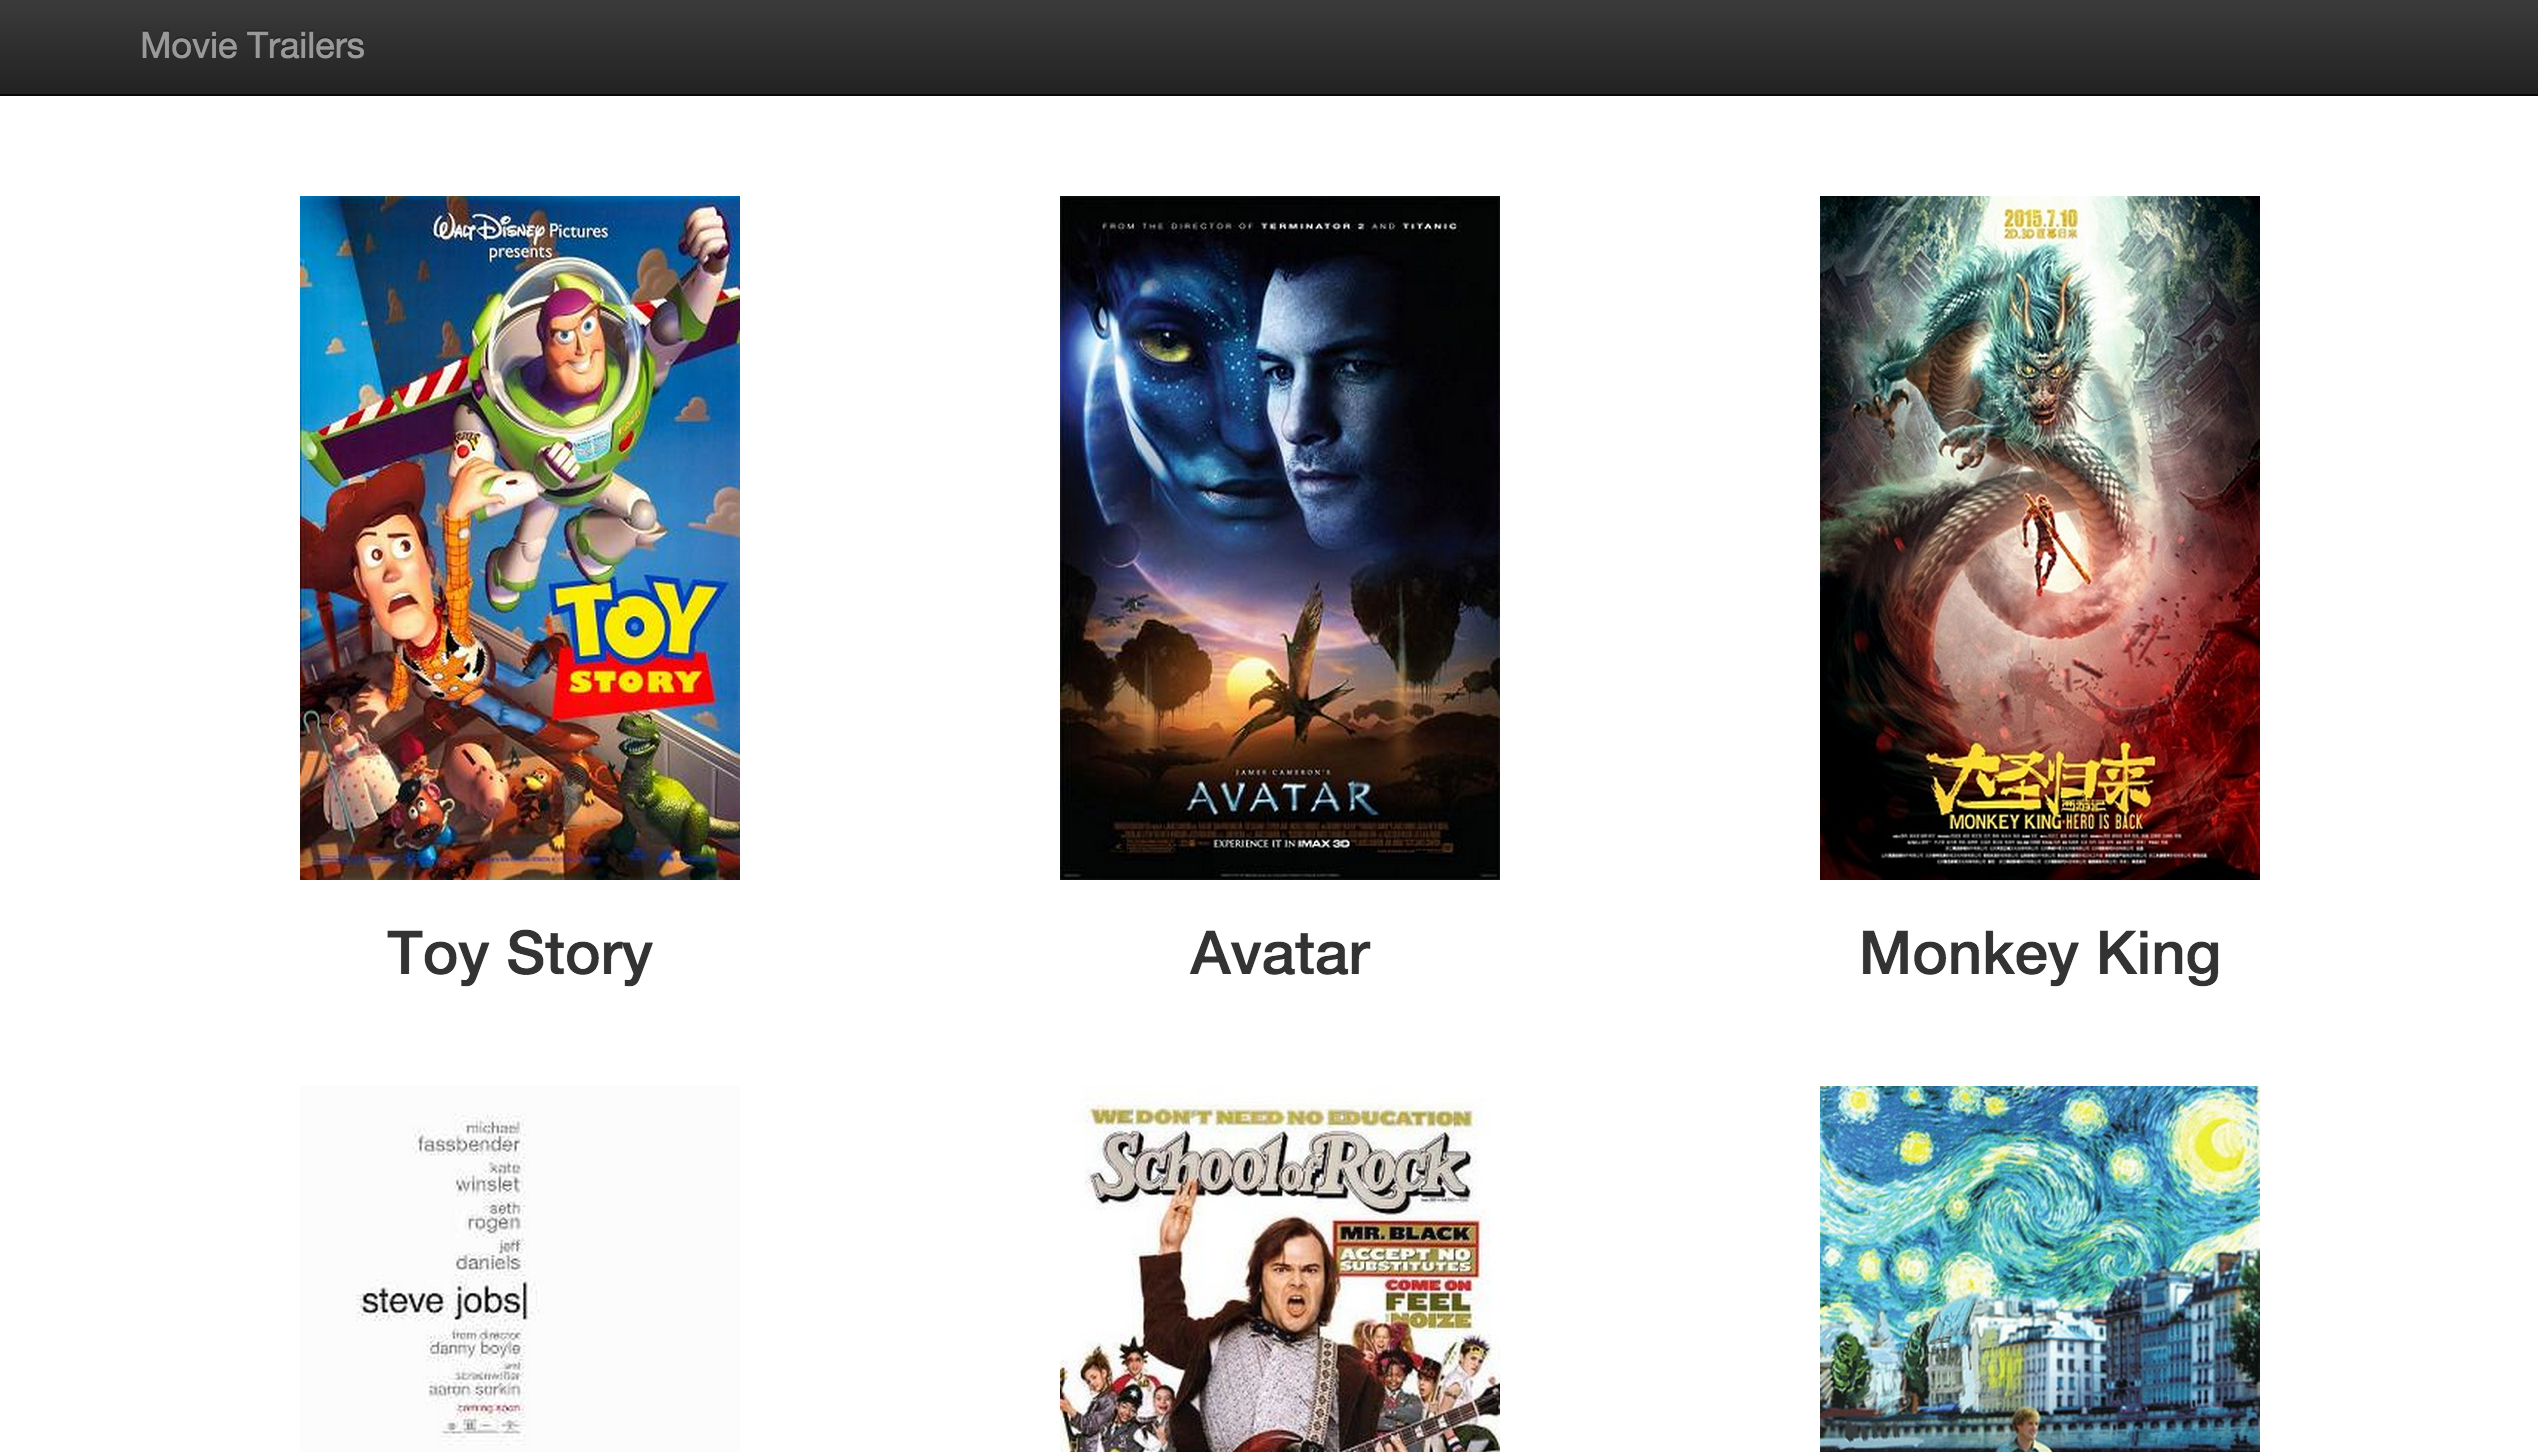 Movie Trailers
WALT DISNEY Pictures
presents
TOY
STORY
FROM THE DIRECTOR OF TERMINATOR 2 AND TITANIC
JAMES CAMERON'S
AVATAR
EXPERIENCE IT IN IMAX 3D
2015.7.10
大圣归来
西游记
MONKEY KING·HERO IS BACK
Toy Story
Avatar
Monkey King
michael
fassbender
kate
winslet
seth
rogen
jeff
daniels
steve jobs
from director
danny boyle
and
screenwriter
aaron sorkin
coming soon
WE DON'T NEED NO EDUCATION
School of Rock
MR. BLACK
ACCEPT NO
SUBSTITUTES
COME ON
FEEL
THE NOIZE